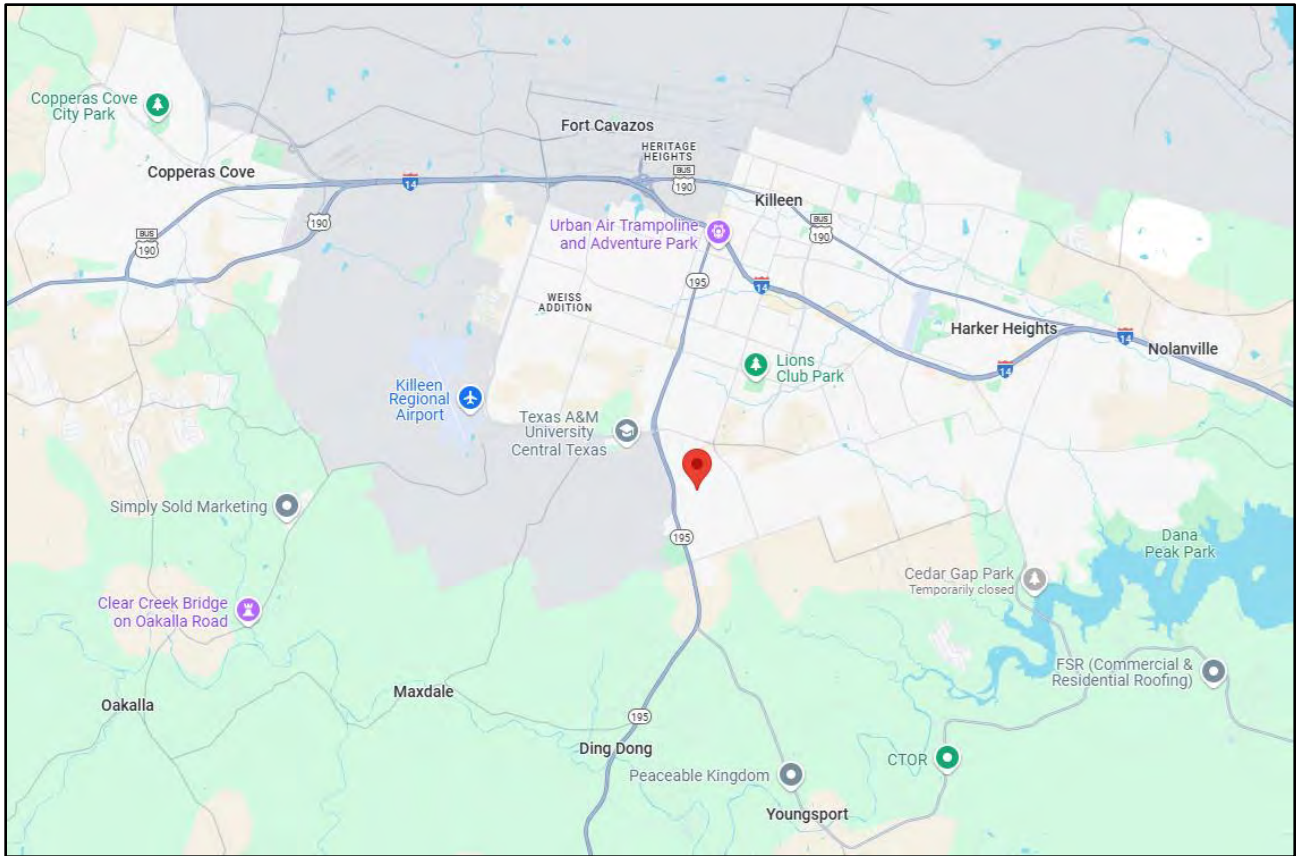 Copperas Cove
City Park
Fort Cavazos
HERITAGE
HEIGHTS
Copperas Cove
14
BUS
190
Killeen
190
BUS
190
Urban Air Trampoline
and Adventure Park
BUS
190
195
14
WEISS
ADDITION
Harker Heights
14
Nolanville
Lions
Club Park
14
Killeen
Regional
Airport
Texas A&M
University
Central Texas
Simply Sold Marketing
195
Dana
Peak Park
Cedar Gap Park
Temporarily closed
Clear Creek Bridge
on Oakalla Road
FSR (Commercial &
Residential Roofing)
Maxdale
Oakalla
195
Ding Dong
CTOR
Peaceable Kingdom
Youngsport